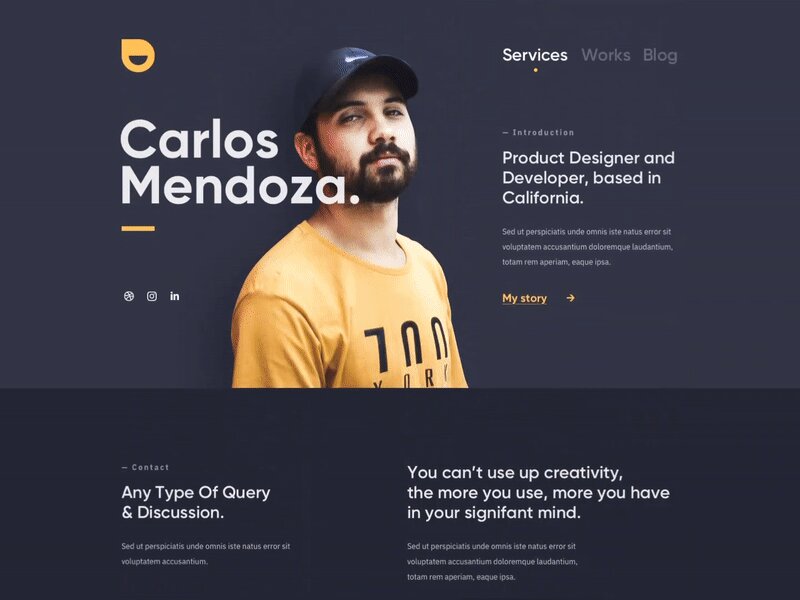 Services Works Blog
Carlos
Mendoza.
— Introduction
Product Designer and
Developer, based in
California.
Sed ut perspiciatis unde omnis iste natus error sit
voluptatem accusantium doloremque laudantium,
totam rem aperiam, eaque ipsa.
My story →
in
700
YORK
— Contact
Any Type Of Query
& Discussion.
Sed ut perspiciatis unde omnis iste natus error sit
voluptatem accusantium.
You can’t use up creativity,
the more you use, more you have
in your signifant mind.
Sed ut perspiciatis unde omnis iste natus error sit
voluptatem accusantium doloremque laudantium,
totam rem aperiam, eaque ipsa.